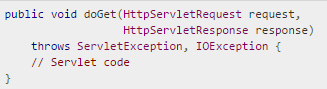 public void doGet(HttpServletRequest request,
                  HttpServletResponse response)
    throws ServletException, IOException {
    // Servlet code
}